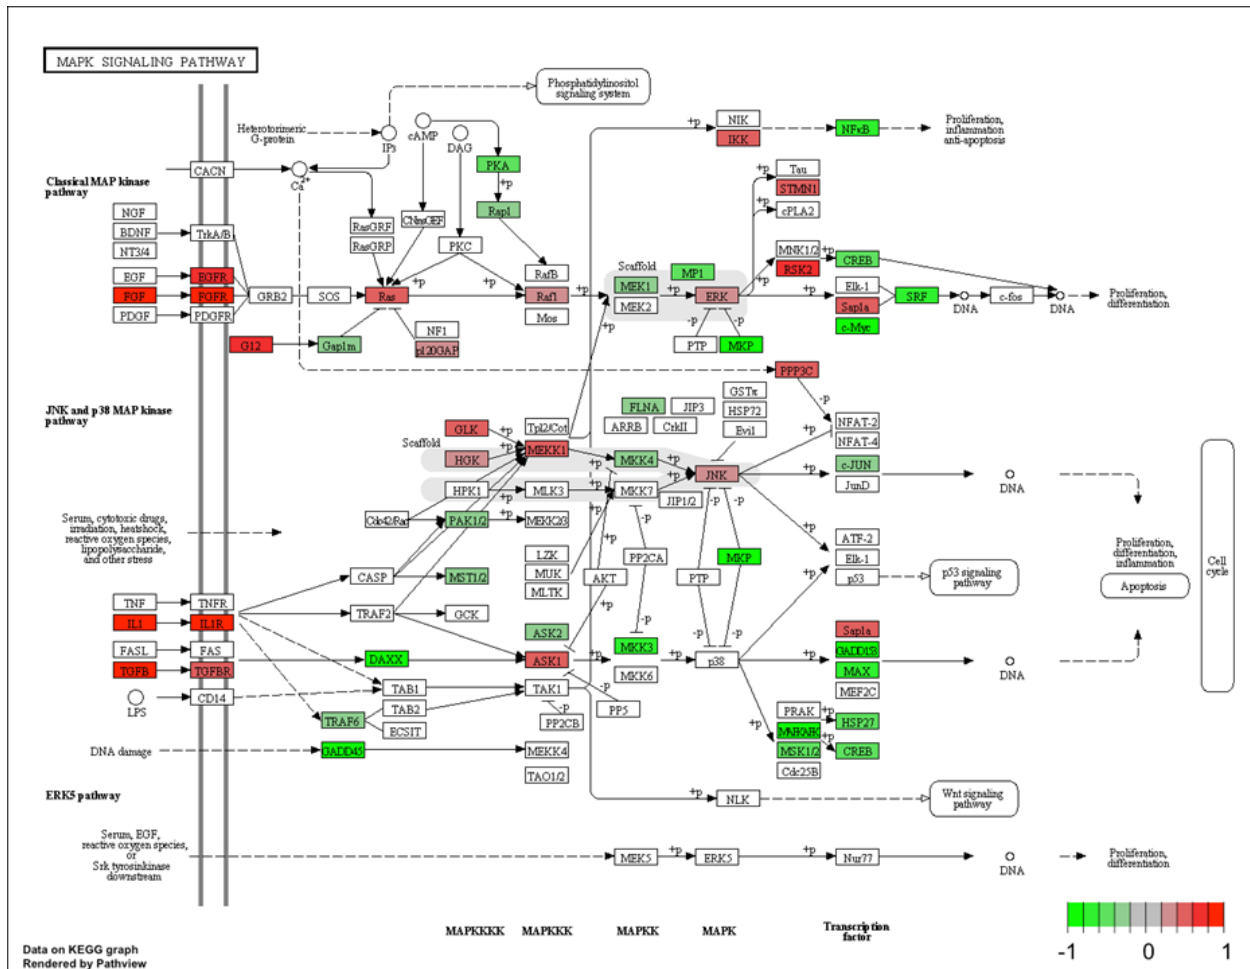 MAPK SIGNALING PATHWAY
Phosphatidylinositol
signaling system
Heterotorimeric
G-protein
IP3
cAMP
DAG
NIK
IKK
+p
NFκB
Proliferation,
inflammation
anti-apoptosis
CACN
Ca2+
PKA
+p
Rap1
Classical MAP kinase
pathway
Tau
STMN1
cPLA2
+p
+p
NGF
BDNF
NT3/4
TrkA/B
RasGRF
RasGRP
CNrasGEF
PKC
RafB
Scaffold
MP1
MNK1/2
RSK2
+p
+p
CREB
EGF
EGFR
FGF
FGFR
PDGF
PDGFR
GRB2
SOS
Ras
+p
Raf1
Mos
+p
MEK1
MEK2
+p
ERK
+p
Elk-1
Sap1a
c-Myc
SRF
DNA
c-fos
DNA
Proliferation,
differentiation
G12
Gap1m
NF1
p120GAP
+p
-p
-p
PTP
MKP
PPP3C
-p
JNK and p38 MAP kinase
pathway
GLK
+p
Tpl2/Cot
FLNA
JIP3
ARRB
CrkII
GSTπ
HSP72
Evi1
+p
NFAT-2
NFAT-4
Scaffold
HGK
+p
MEKK1
+p
MKK4
+p
JNK
+p
c-JUN
JunD
DNA
HPK1
+p
MLK3
+p
MKK7
+p
JIP1/2
Cdc42/Rac
PAK1/2
+p
MEKK2/3
-p
-p
-p
Serum, cytotoxic drugs,
irradiation, heatshock,
reactive oxygen species,
lipopolysaccharide,
and other stress
LZK
MUK
MLTK
PP2CA
MKP
ATF-2
Elk-1
p53
+p
p53 signaling
pathway
Proliferation,
differentiation,
inflammation
Apoptosis
Cell
cycle
CASP
MST1/2
AKT
PTP
TNF
TNFR
IL1
IL1R
TRAF2
GCK
+p
+p
-p
-p
-p
ASK2
MKK3
Sap1a
GADD153
MAX
MEF2C
FASL
FAS
DAXX
ASK1
+p
MKK6
+p
p38
+p
DNA
TGFB
TGFBR
LPS
CD14
TAB1
TAB2
ECSIT
TAK1
-p
-p
PP2CB
PP5
TRAF6
PRAK
MAPKAPK
MSK1/2
Cdc25B
+p
+p
+p
HSP27
CREB
DNA damage
GADD45
MEKK4
TAO1/2
ERK5 pathway
+p
NLK
Wnt signaling
pathway
Serum, EGF,
reactive oxygen species,
or
Srk tyrosinkinase
downstream
MEK5
+p
ERK5
+p
Nur77
DNA
Proliferation,
differentiation
MAPKKKK
MAPKKK
MAPKK
MAPK
Transcription
factor
-1
0
1
Data on KEGG graph
Rendered by Pathview